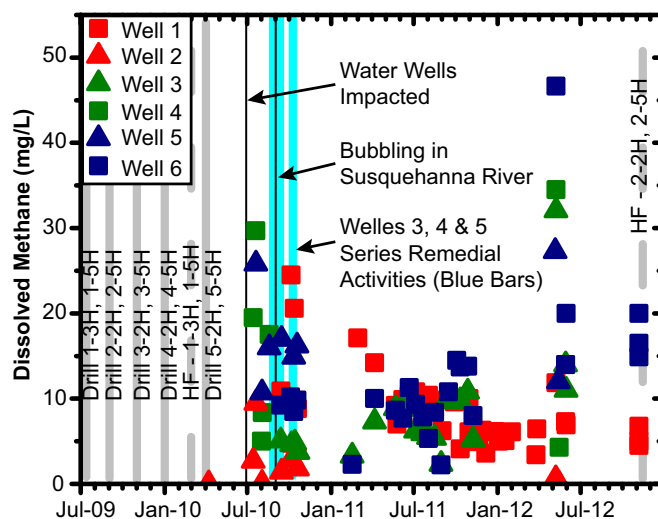 Dissolved Methane (mg/L)
50
40
30
20
10
0
Well 1
Well 2
Well 3
Well 4
Well 5
Well 6
Water Wells
Impacted
Bubbling in
Susquehanna River
Welles 3, 4 & 5
Series Remedial
Activities (Blue Bars)
Drill 1-3H, 1-5H
Drill 2-2H, 2-5H
Drill 3-2H, 3-5H
Drill 4-2H, 4-5H
HF - 1-3H, 1-5H
Drill 5-2H, 5-5H
HF - 2-2H, 2-5H
Jul-09
Jan-10
Jul-10
Jan-11
Jul-11
Jan-12
Jul-12